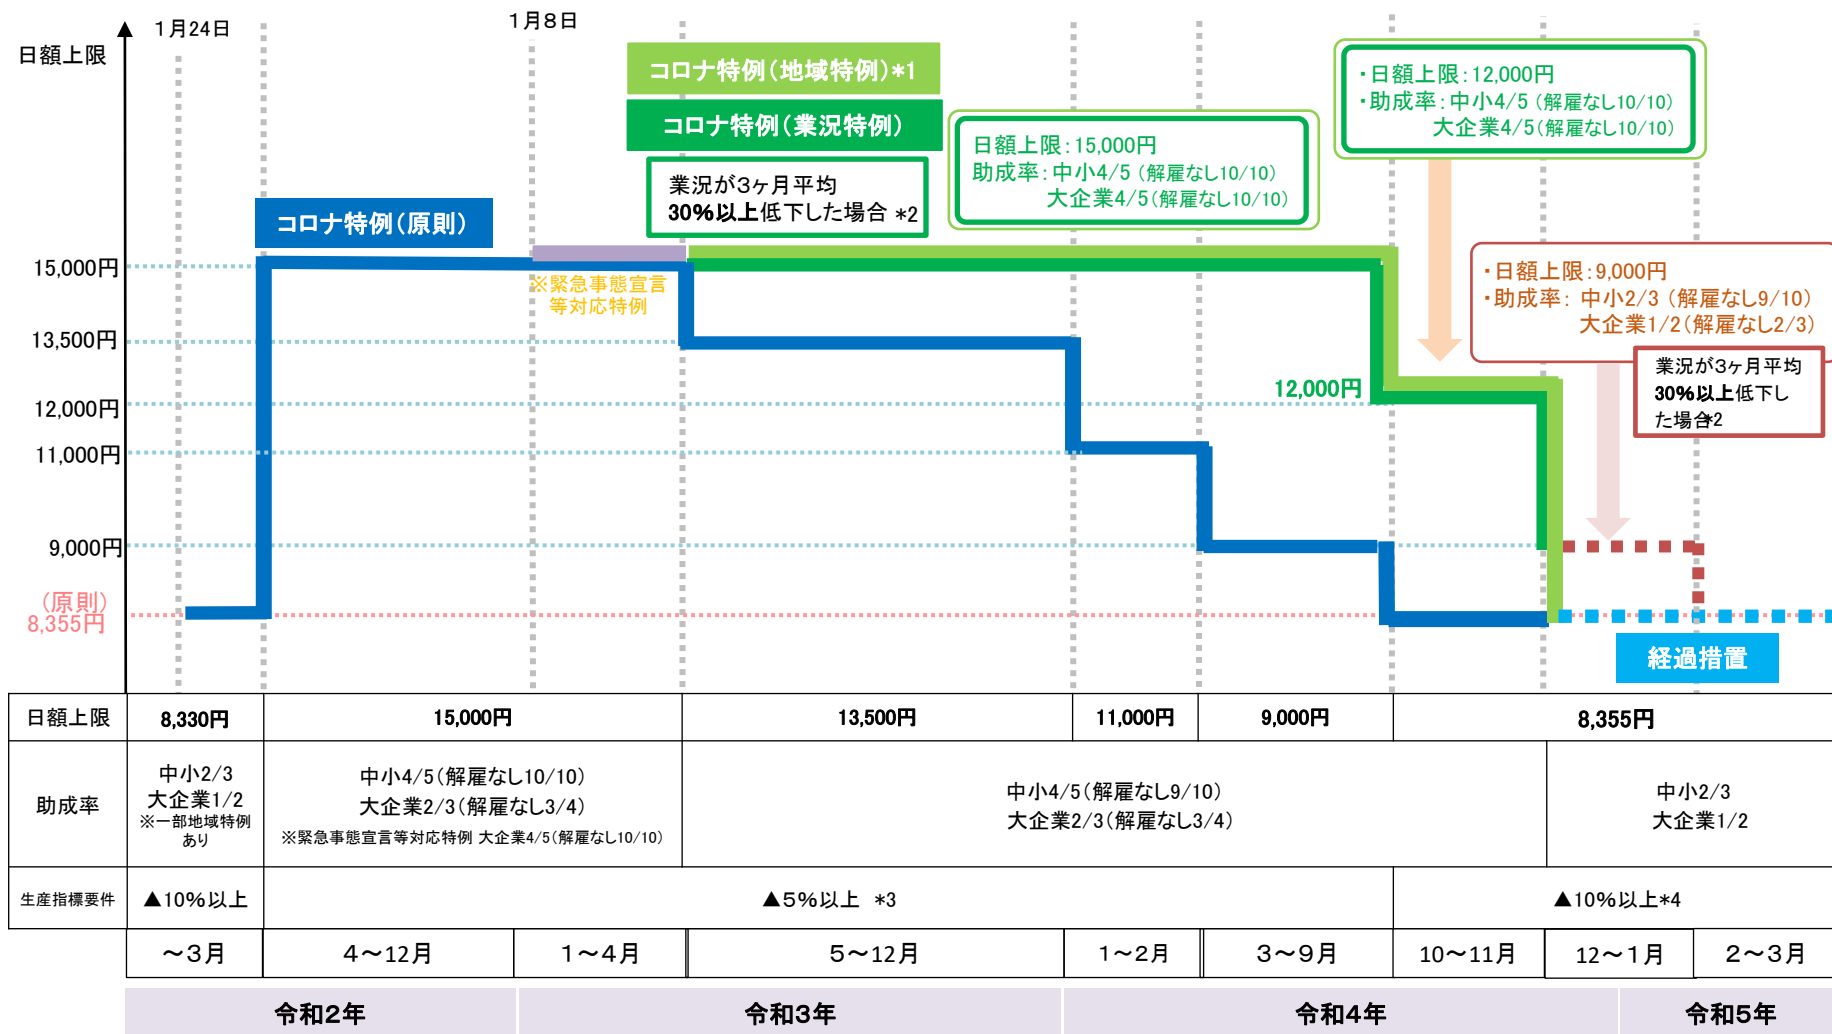 1月24日
1月8日
日額上限
コロナ特例(地域特例)*1
コロナ特例(業況特例)
業況が3ヶ月平均
30%以上低下した場合 *2
日額上限:15,000円
助成率:中小4/5 (解雇なし10/10)
大企業4/5(解雇なし10/10)
・日額上限:12,000円
・助成率:中小4/5 (解雇なし10/10)
大企業4/5(解雇なし10/10)
コロナ特例(原則)
※緊急事態宣言
等対応特例
・日額上限:9,000円
・助成率: 中小2/3 (解雇なし9/10)
大企業1/2(解雇なし2/3)
業況が3ヶ月平均
30%以上低下し
た場合*2
15,000円
13,500円
12,000円
12,000円
11,000円
9,000円
(原則)
8,355円
経過措置
日額上限
8,330円
15,000円
13,500円
11,000円
9,000円
8,355円
助成率
中小2/3
大企業1/2
※一部地域特例
あり
中小4/5(解雇なし10/10)
大企業2/3(解雇なし3/4)
※緊急事態宣言等対応特例 大企業4/5(解雇なし10/10)
中小4/5(解雇なし9/10)
大企業2/3(解雇なし3/4)
中小2/3
大企業1/2
生産指標要件
▲10%以上
▲5%以上 *3
▲10%以上*4
～3月
4～12月
1～4月
5～12月
1～2月
3～9月
10～11月
12～1月
2～3月
令和2年
令和3年
令和4年
令和5年